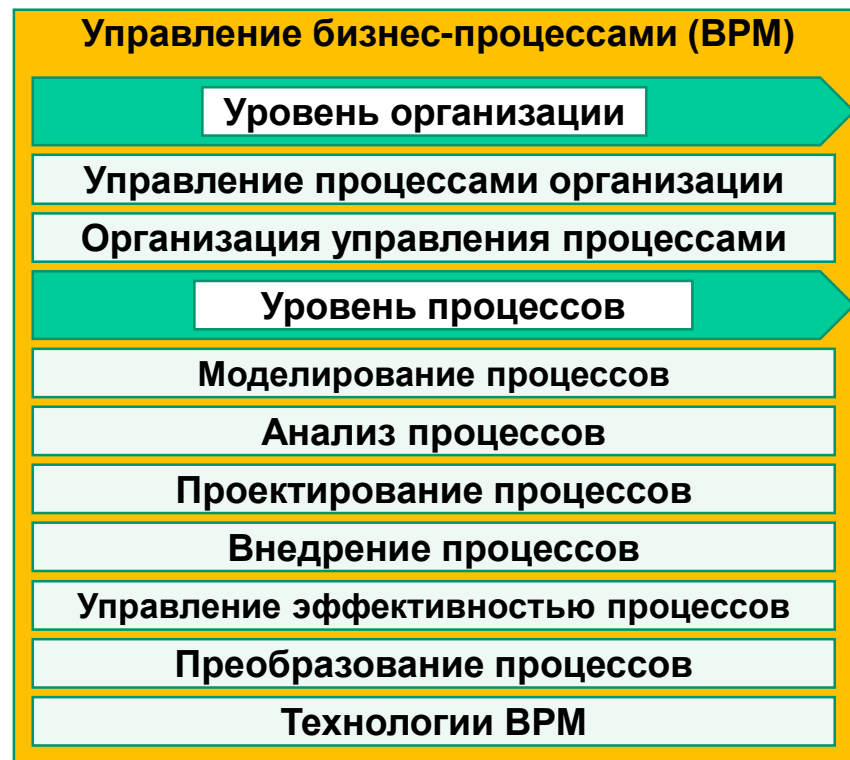 Управление бизнес-процессами (BPM)
Уровень организации
Управление процессами организации
Организация управления процессами
Уровень процессов
Моделирование процессов
Анализ процессов
Проектирование процессов
Внедрение процессов
Управление эффективностью процессов
Преобразование процессов
Технологии BPM